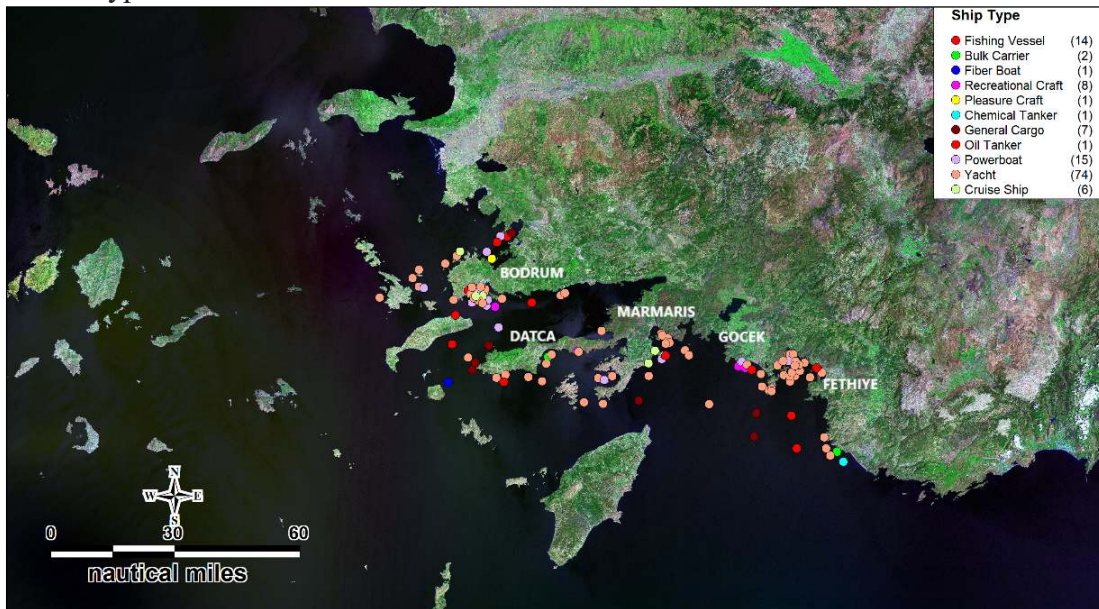 Ship Type
Fishing Vessel (14)
Bulk Carrier (2)
Fiber Boat (1)
Recreational Craft (8)
Pleasure Craft (1)
Chemical Tanker (1)
General Cargo (7)
Oil Tanker (1)
Powerboat (15)
Yacht (74)
Cruise Ship (6)
BODRUM
MARMARIS
DATCA
GOCEK
FETHIYE
N
W E
S
0 30 60
nautical miles